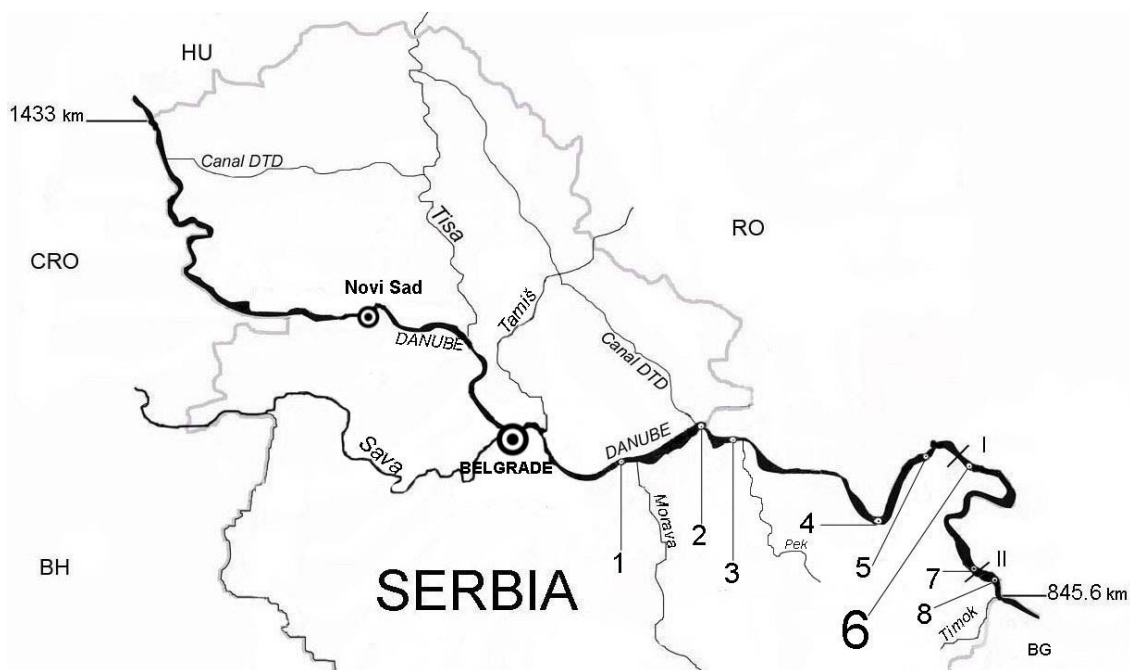 HU
1433 km
Canal DTD
Tisa
RO
CRO
Novi Sad
Tamiš
DANUBE
Canal DTD
Sava
BELGRADE
DANUBE
I
Morava
1
2
3
4
Pek
5
6
BH
SERBIA
7
II
8
845.6 km
Timok
BG